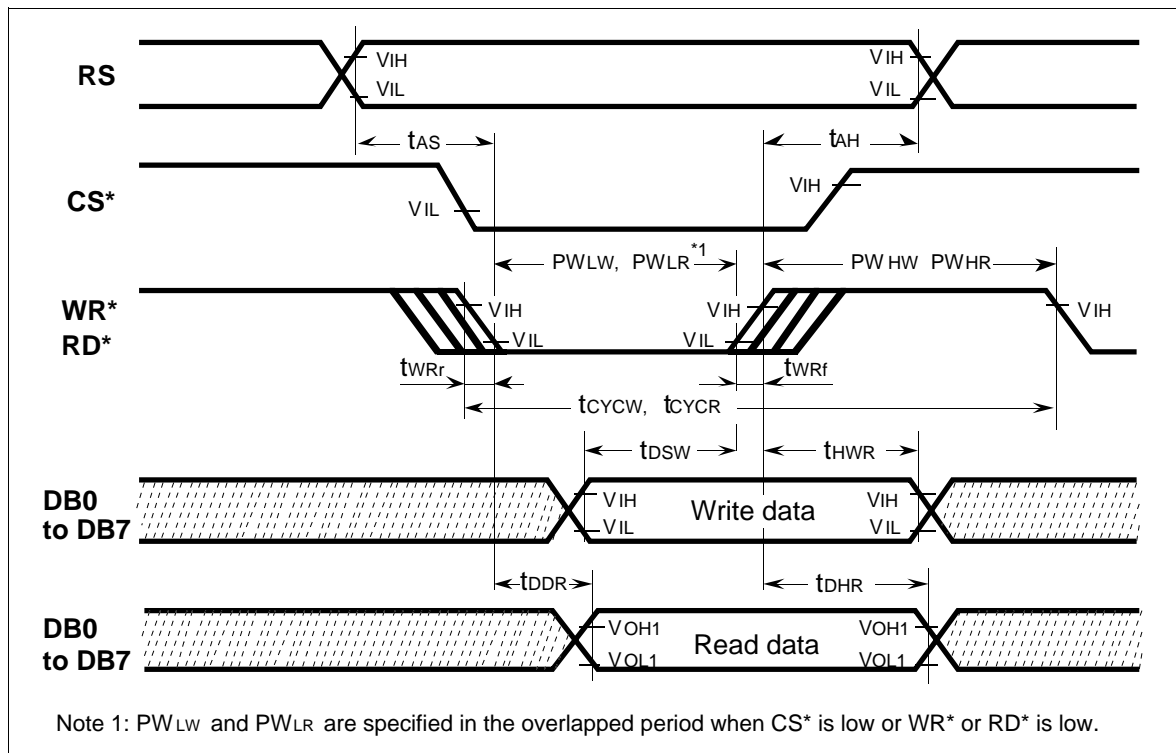 RS
VIH
VIL
VIH
VIL
tAS
tAH
CS*
VIL
VIH
PWLW, PWLR*1
PWHW PWHR
WR*
RD*
VIH
VIL
VIH
VIL
VIH
tWRr
tWRf
tCYCW, tCYCR
tDSW
tHWR
DB0
to DB7
VIH
VIL
Write data
VIH
VIL
tDDR
tDHR
DB0
to DB7
VOH1
VOL1
Read data
VOH1
VOL1
Note 1: PWLW and PWLR are specified in the overlapped period when CS* is low or WR* or RD* is low.